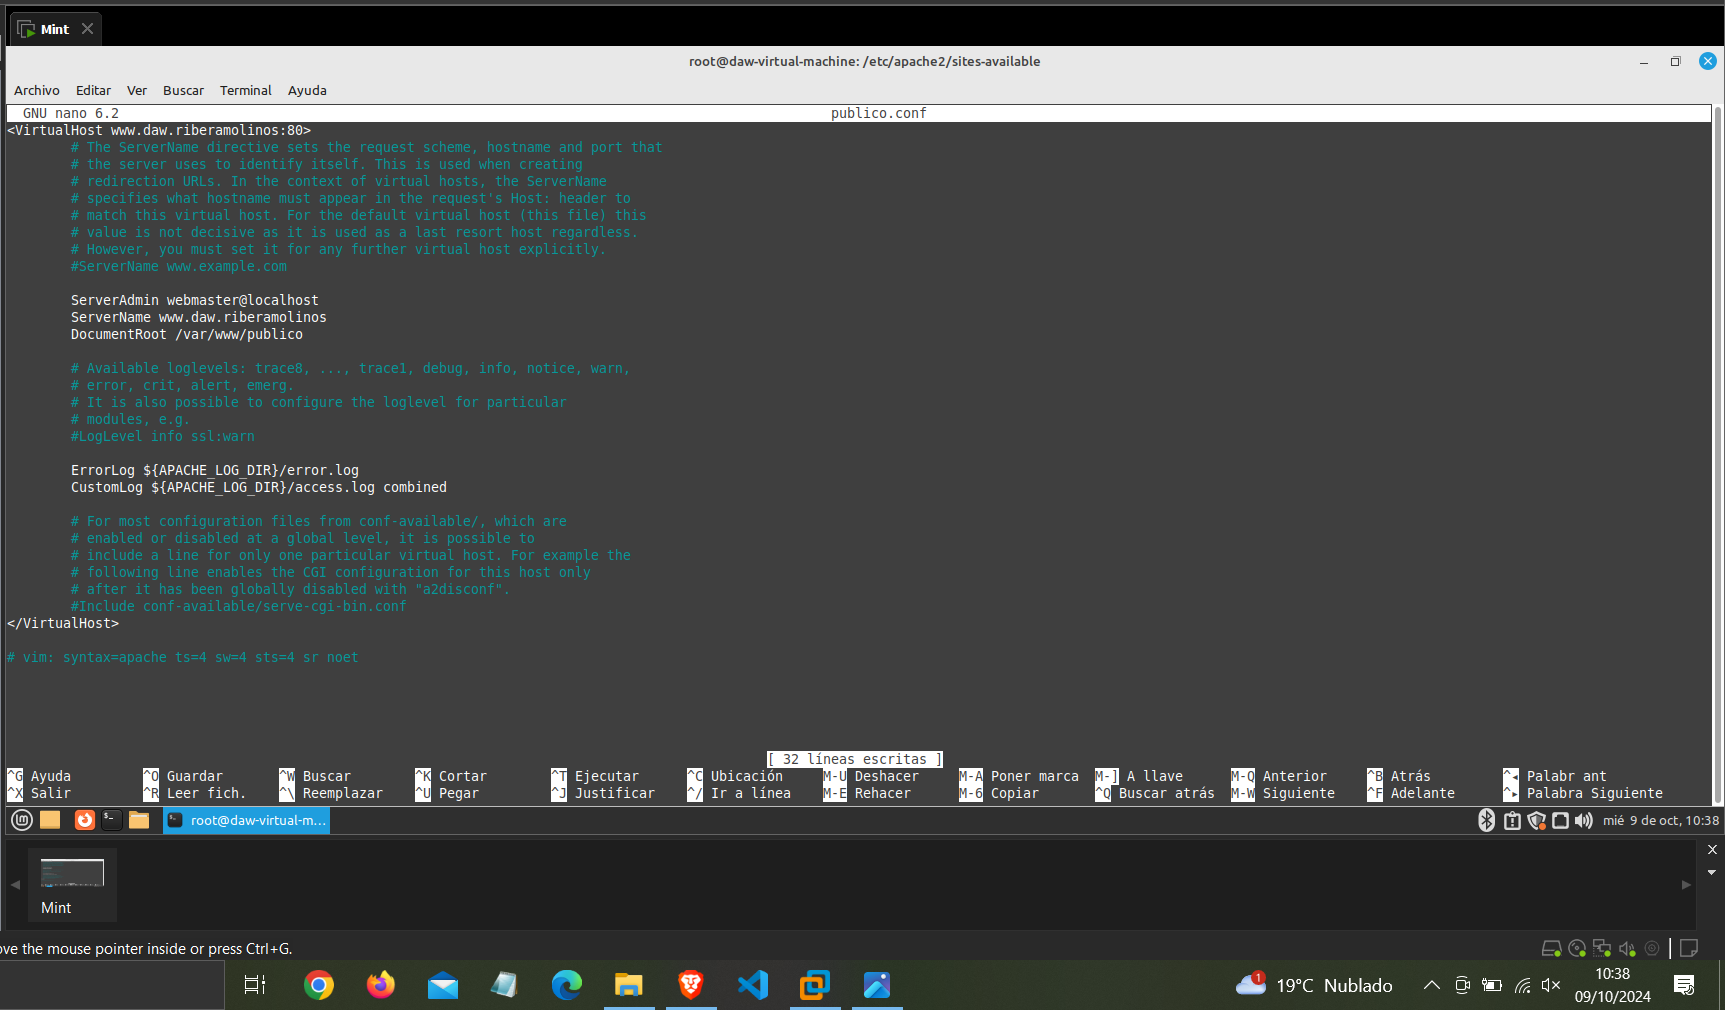 Mint
root@daw-virtual-machine: /etc/apache2/sites-available
Archivo Editar Ver Buscar Terminal Ayuda
GNU nano 6.2 publico.conf
<VirtualHost www.daw.riberamolinos:80>
# The ServerName directive sets the request scheme, hostname and port that
# the server uses to identify itself. This is used when creating
# redirection URLs. In the context of virtual hosts, the ServerName
# specifies what hostname must appear in the request's Host: header to
# match this virtual host. For the default virtual host (this file) this
# value is not decisive as it is used as a last resort host regardless.
# However, you must set it for any further virtual host explicitly.
#ServerName www.example.com
ServerAdmin webmaster@localhost
ServerName www.daw.riberamolinos
DocumentRoot /var/www/publico
# Available loglevels: trace8, ..., trace1, debug, info, notice, warn,
# error, crit, alert, emerg.
# It is also possible to configure the loglevel for particular
# modules, e.g.
#LogLevel info ssl:warn
ErrorLog ${APACHE_LOG_DIR}/error.log
CustomLog ${APACHE_LOG_DIR}/access.log combined
# For most configuration files from conf-available/, which are
# enabled or disabled at a global level, it is possible to
# include a line for only one particular virtual host. For example the
# following line enables the CGI configuration for this host only
# after it has been globally disabled with "a2disconf".
#Include conf-available/serve-cgi-bin.conf
</VirtualHost>
# vim: syntax=apache ts=4 sw=4 sts=4 sr noet
[ 32 líneas escritas ]
^G Ayuda ^O Guardar ^W Buscar ^K Cortar ^T Ejecutar ^C Ubicación M-U Deshacer M-A Poner marca M-] A llave M-Q Anterior ^B Atrás ^◂ Palabr ant
^X Salir ^R Leer fich. ^\ Reemplazar ^U Pegar ^J Justificar ^/ Ir a línea M-E Rehacer M-6 Copiar ^Q Buscar atrás M-W Siguiente ^F Adelante ^▸ Palabra Siguiente
root@daw-virtual-m... mié 9 de oct, 10:38
Mint
ove the mouse pointer inside or press Ctrl+G.
1 19°C Nublado 10:38
09/10/2024